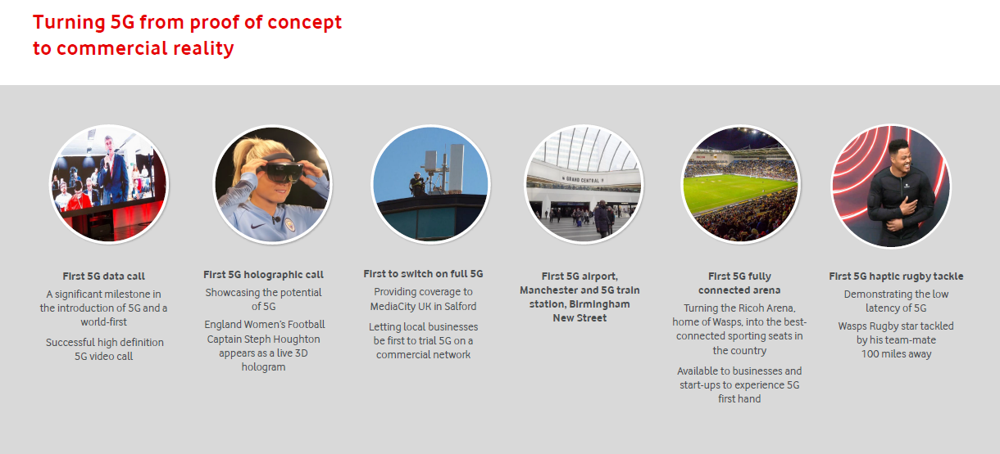 Turning 5G from proof of concept
to commercial reality
GRAND CENTRAL
First 5G data call
A significant milestone in
the introduction of 5G and a
world-first
Successful high definition
5G video call
First 5G holographic call
Showcasing the potential
of 5G
England Women's Football
Captain Steph Houghton
appears as a live 3D
hologram
First to switch on full 5G
Providing coverage to
MediaCity UK in Salford
Letting local businesses
be first to trial 5G on a
commercial network
First 5G airport,
Manchester and 5G train
station, Birmingham
New Street
First 5G fully
connected arena
Turning the Ricoh Arena,
home of Wasps, into the best-
connected sporting seats in
the country
Available to businesses and
start-ups to experience 5G
first hand
First 5G haptic rugby tackle
Demonstrating the low
latency of 5G
Wasps Rugby star tackled
by his team-mate
100 miles away